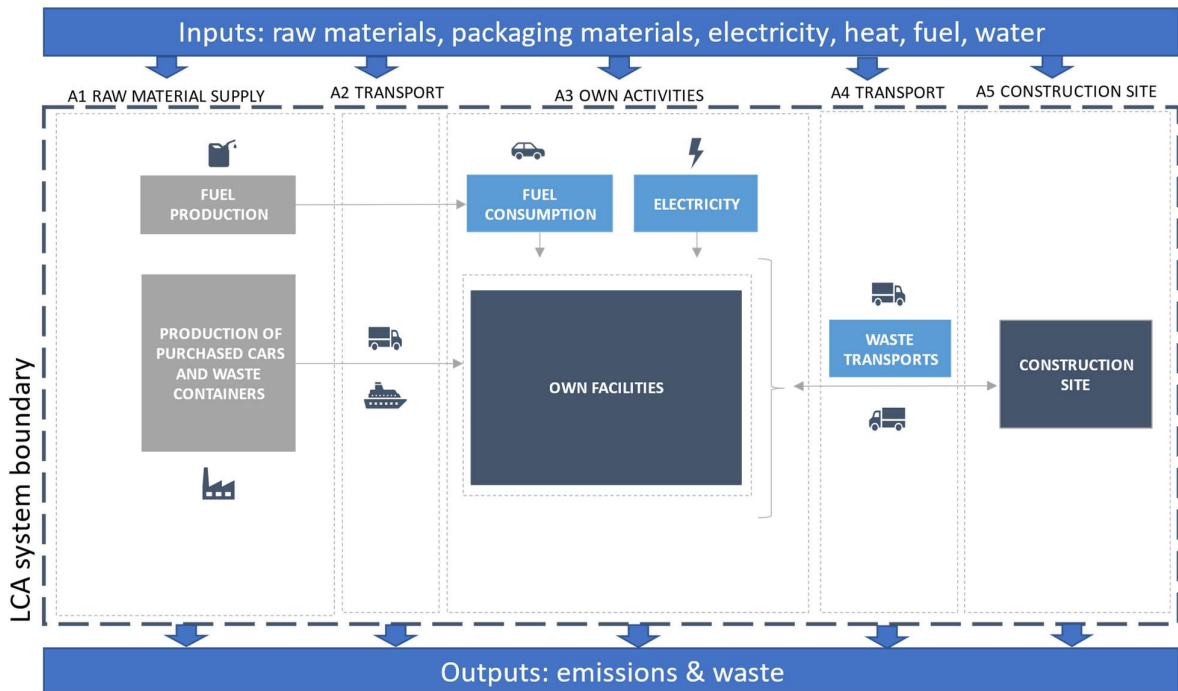 Inputs: raw materials, packaging materials, electricity, heat, fuel, water
A1 RAW MATERIAL SUPPLY
A2 TRANSPORT
A3 OWN ACTIVITIES
A4 TRANSPORT
A5 CONSTRUCTION SITE
FUEL
PRODUCTION
FUEL
CONSUMPTION
ELECTRICITY
PRODUCTION OF
PURCHASED CARS
AND WASTE
CONTAINERS
OWN FACILITIES
WASTE
TRANSPORTS
CONSTRUCTION
SITE
LCA system boundary
Outputs: emissions & waste